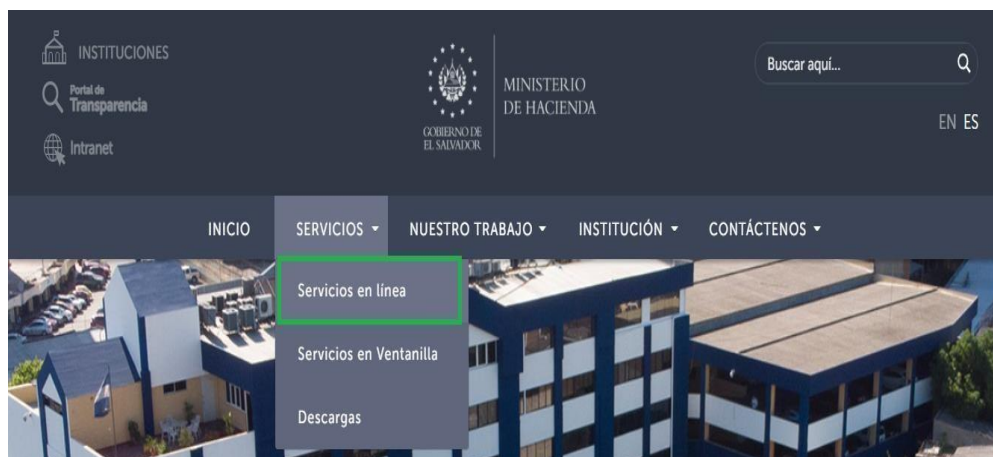 INSTITUCIONES
Portal de
Transparencia
Intranet
GOBIERNO DE
EL SALVADOR
MINISTERIO
DE HACIENDA
Buscar aquí...
EN ES
INICIO SERVICIOS NUESTRO TRABAJO INSTITUCIÓN CONTÁCTENOS
Servicios en línea
Servicios en Ventanilla
Descargas